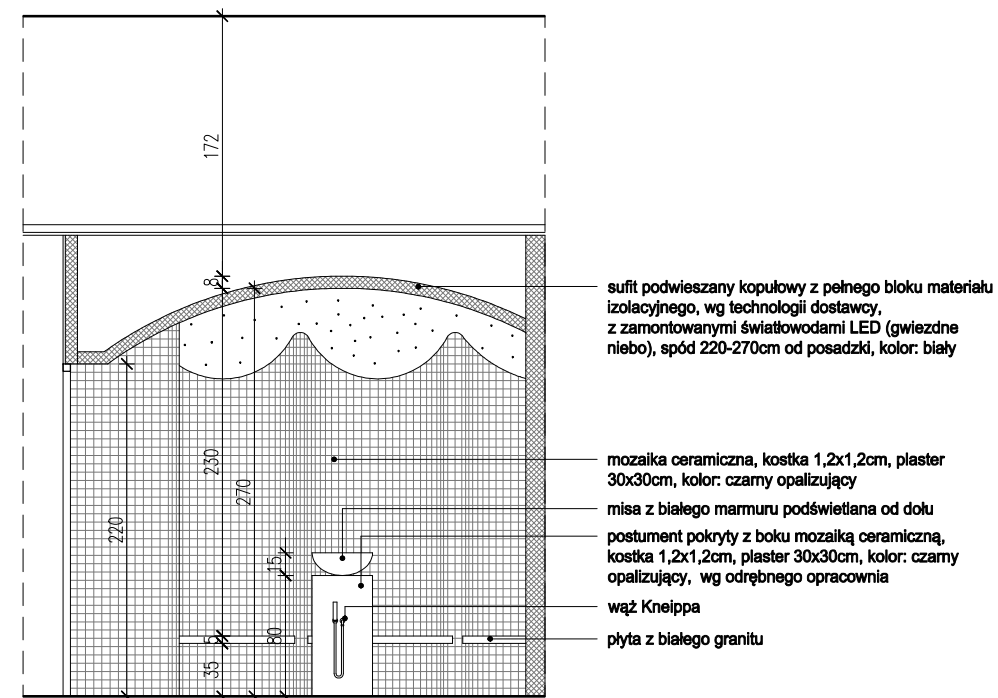 172
8
sufit podwieszany kopułowy z pełnego bloku materiału
izolacyjnego, wg technologii dostawcy,
z zamontowanymi światłowodami LED (gwiezdne
niebo), spód 220-270cm od posadzki, kolor: biały
230
270
220
mozaika ceramiczna, kostka 1,2x1,2cm, plaster
30x30cm, kolor: czarny opalizujący
misa z białego marmuru podświetlana od dołu
postument pokryty z boku mozaiką ceramiczną,
kostka 1,2x1,2cm, plaster 30x30cm, kolor: czarny
opalizujący, wg odrębnego opracownia
15
wąż Kneippa
80
5
płyta z białego granitu
35